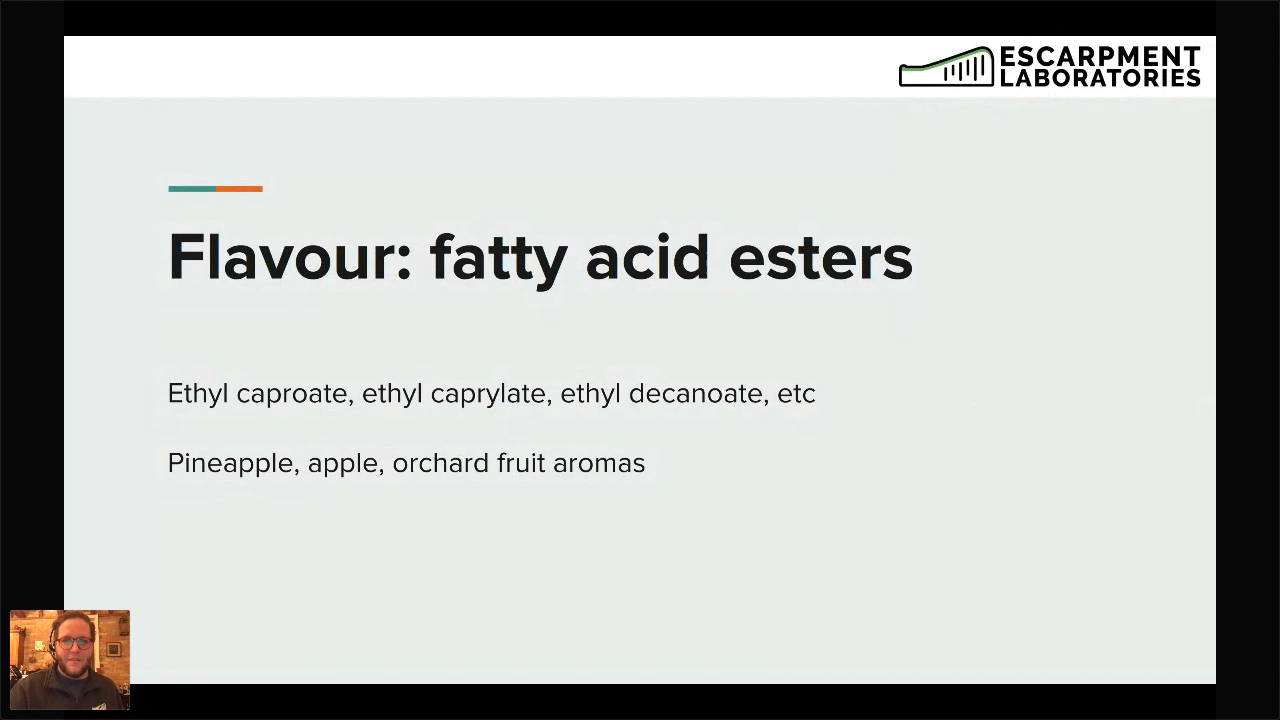 ESCARPMENT
LABORATORIES
Flavour: fatty acid esters
Ethyl caproate, ethyl caprylate, ethyl decanoate, etc
Pineapple, apple, orchard fruit aromas